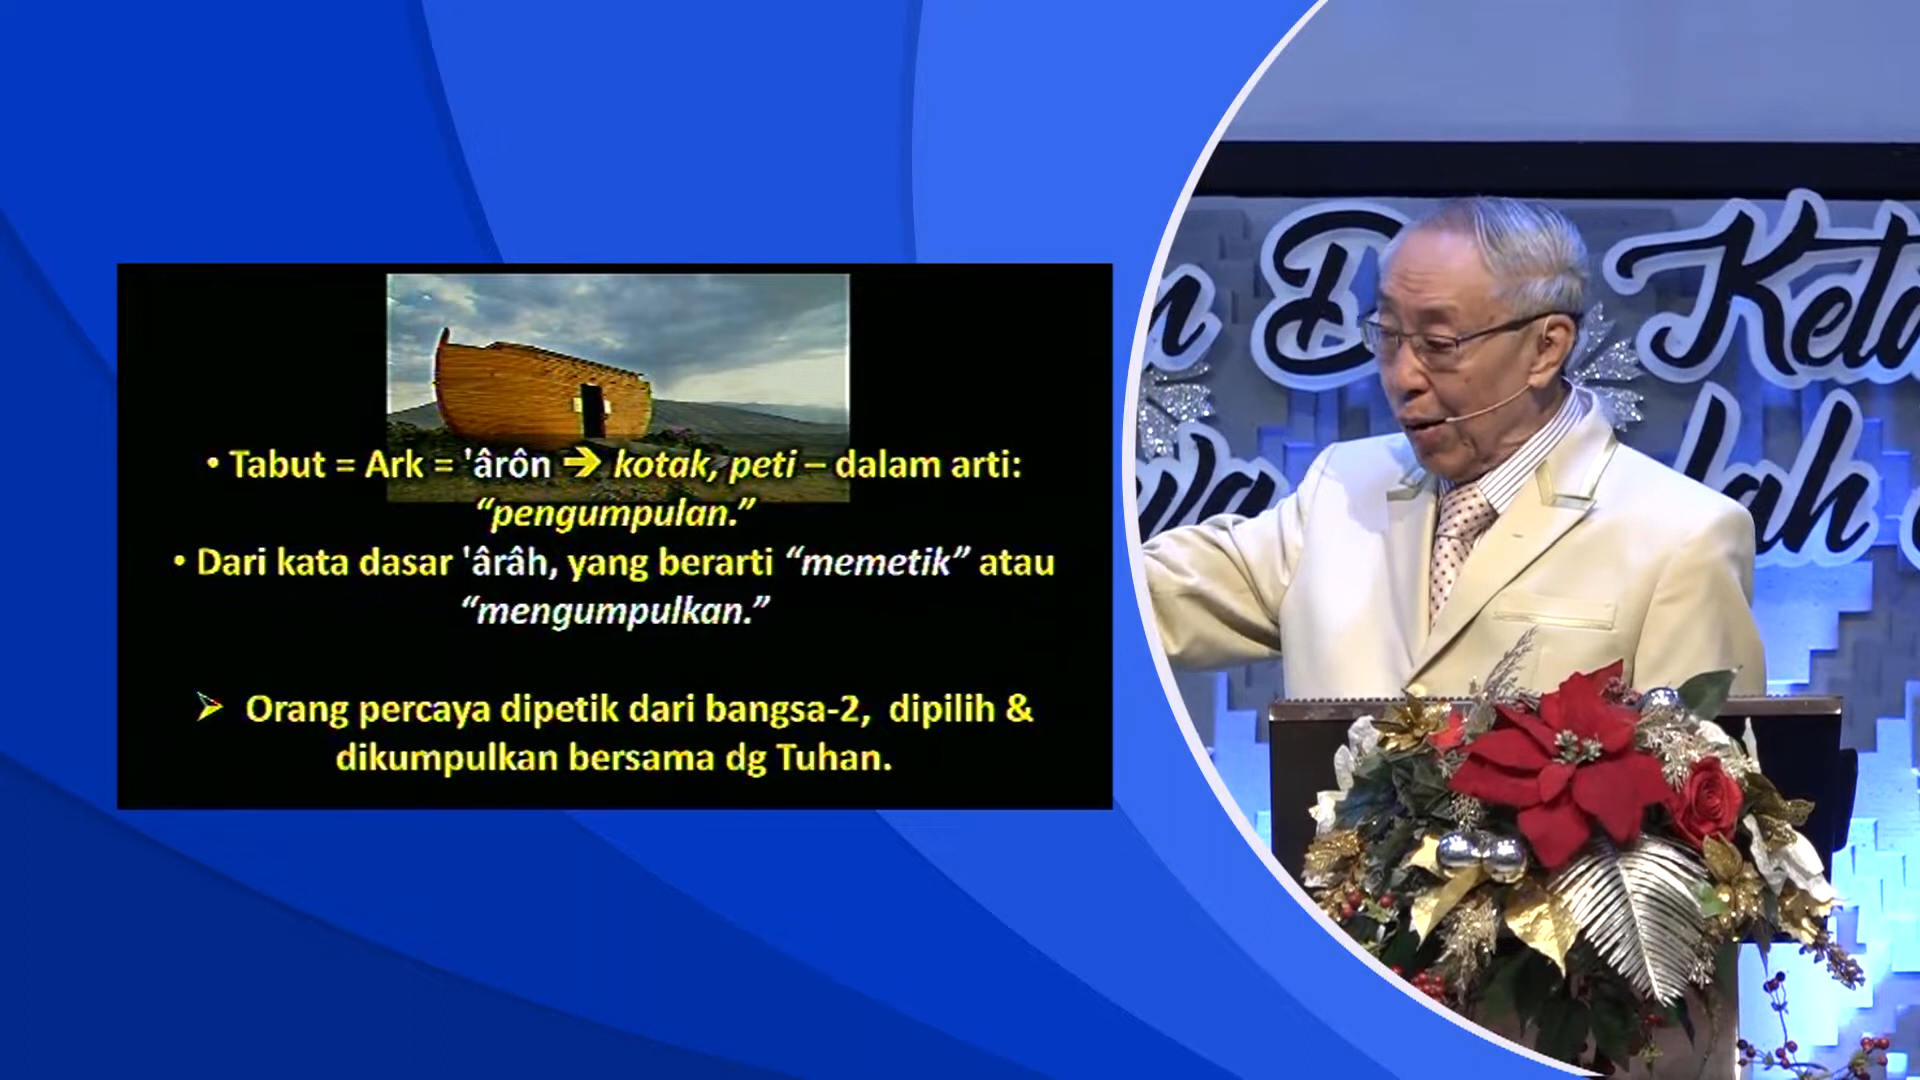 • Tabut = Ark = 'ârôn ➔ kotak, peti – dalam arti:
“pengumpulan.”
• Dari kata dasar 'ârâh, yang berarti “memetik” atau
“mengumpulkan.”
➢ Orang percaya dipetik dari bangsa-2, dipilih &
dikumpulkan bersama dg Tuhan.